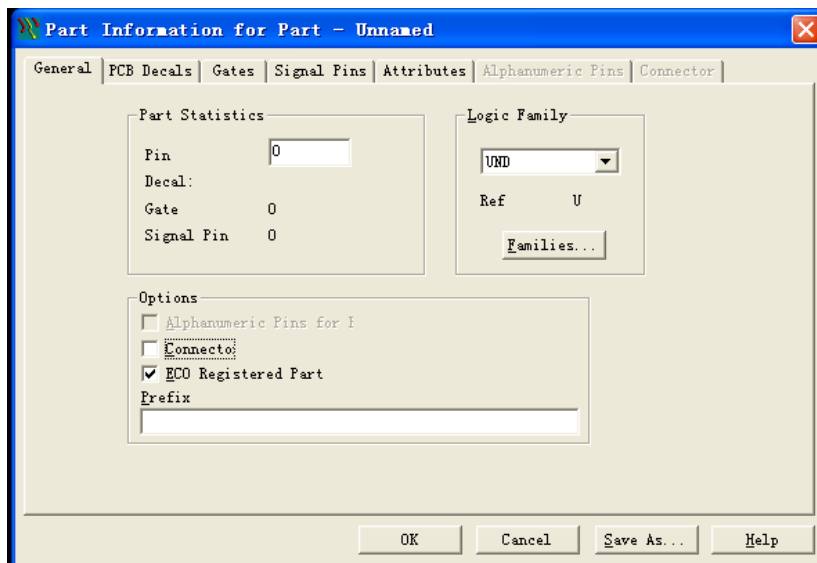 Part Information for Part - Unnamed
General PCB Decals Gates Signal Pins Attributes Alphanumeric Pins Connector
Part Statistics
Pin 0
Decal:
Gate 0
Signal Pin 0
Logic Family
UND
Ref U
Families...
Options
Alphanumeric Pins for I
Connecto
ECO Registered Part
Prefix
OK Cancel Save As... Help